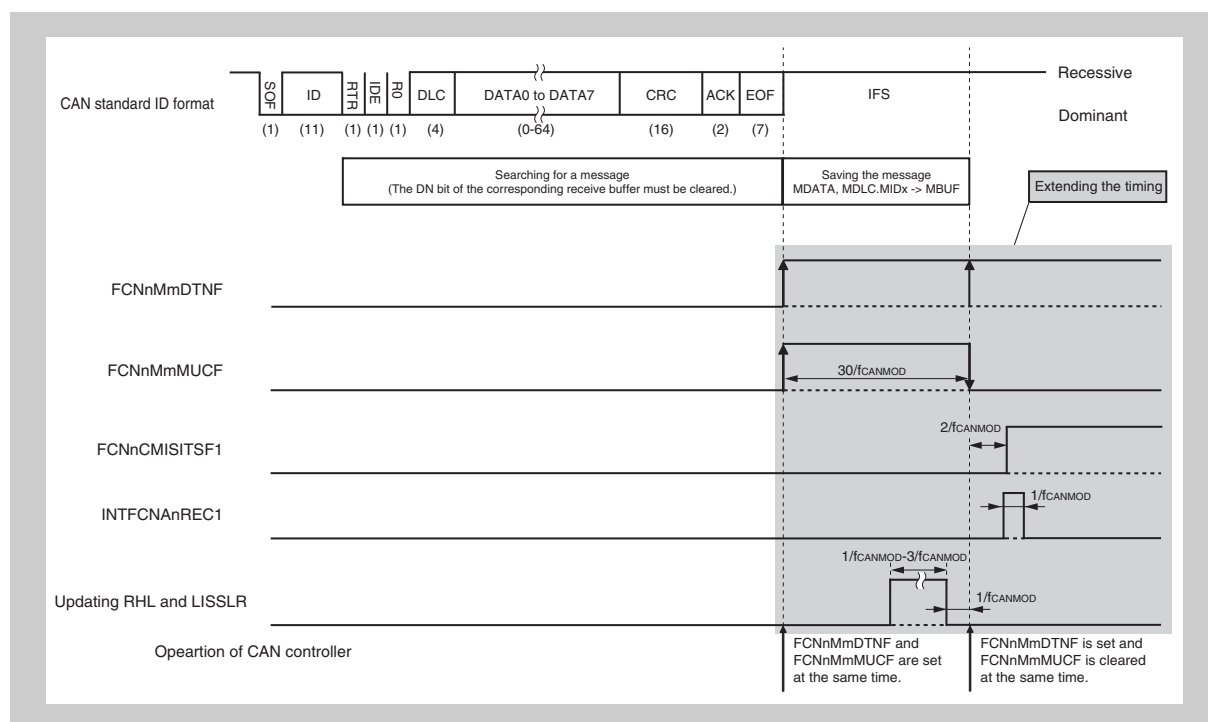 Recessive
CAN standard ID format
SOF
ID
RTR
IDE
R0
DLC
DATA0 to DATA7
CRC
ACK
EOF
IFS
Dominant
(1)
(11)
(1)
(1)
(1)
(4)
(0-64)
(16)
(2)
(7)
Searching for a message
(The DN bit of the corresponding receive buffer must be cleared.)
Saving the message
MDATA, MDLC.MIDx -> MBUF
Extending the timing
FCNnMmDTNF
FCNnMmMUCF
30/fCANMOD
FCNnCMISITSF1
2/fCANMOD
INTFCNAnREC1
1/fCANMOD
1/fCANMOD-3/fCANMOD
Updating RHL and LISSLR
1/fCANMOD
Opeartion of CAN controller
FCNnMmDTNF and
FCNnMmMUCF are set
at the same time.
FCNnMmDTNF is set and
FCNnMmMUCF is cleared
at the same time.